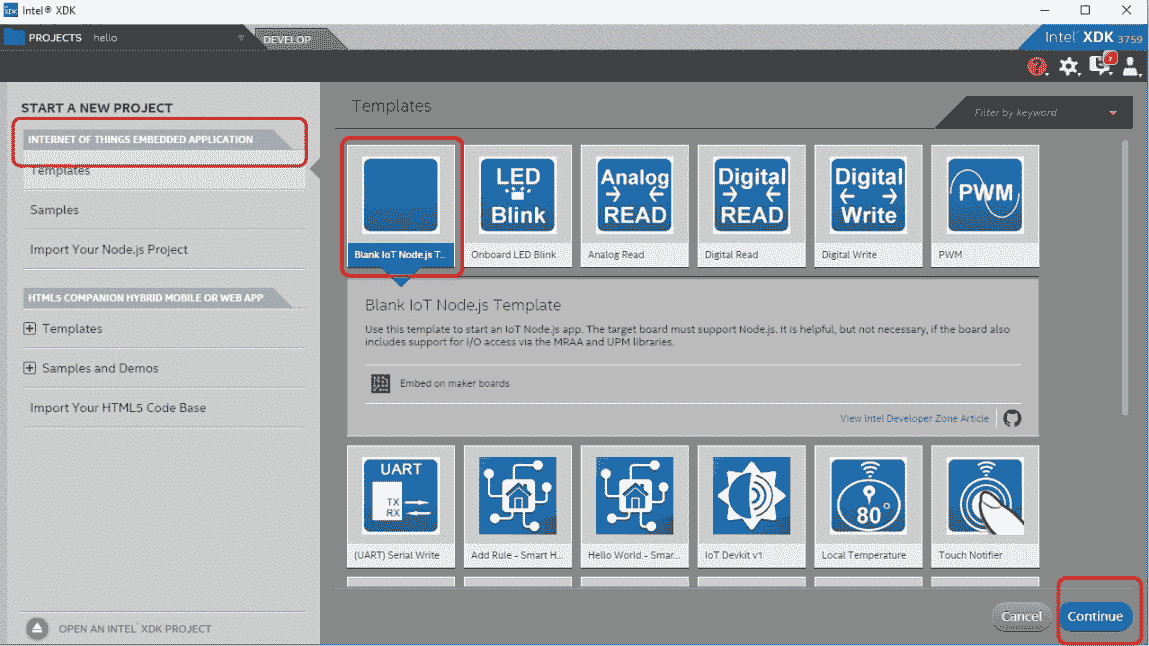 Intel® XDK
PROJECTS hello
DEVELOP
Intel® XDK 3759
START A NEW PROJECT
INTERNET OF THINGS EMBEDDED APPLICATION
Templates
Samples
Import Your Node.js Project
HTML5 COMPANION HYBRID MOBILE OR WEB APP
Templates
Samples and Demos
Import Your HTML5 Code Base
OPEN AN INTEL® XDK PROJECT
Templates
Filter by keyword
Blank IoT Node.js T...
LED
Blink
Onboard LED Blink
Analog
READ
Analog Read
Digital
READ
Digital Read
Digital
Write
Digital Write
PWM
PWM
Blank IoT Node.js Template
Use this template to start an IoT Node.js app. The target board must support Node.js. It is helpful, but not necessary, if the board also
includes support for I/O access via the MRAA and UPM libraries.
Embed on maker boards
View Intel Developer Zone Article
UART
TX
RX
(UART) Serial Write
Add Rule - Smart H...
Hello World - Smar...
IoT Devkit v1
80°
Local Temperature
Touch Notifier
Cancel
Continue